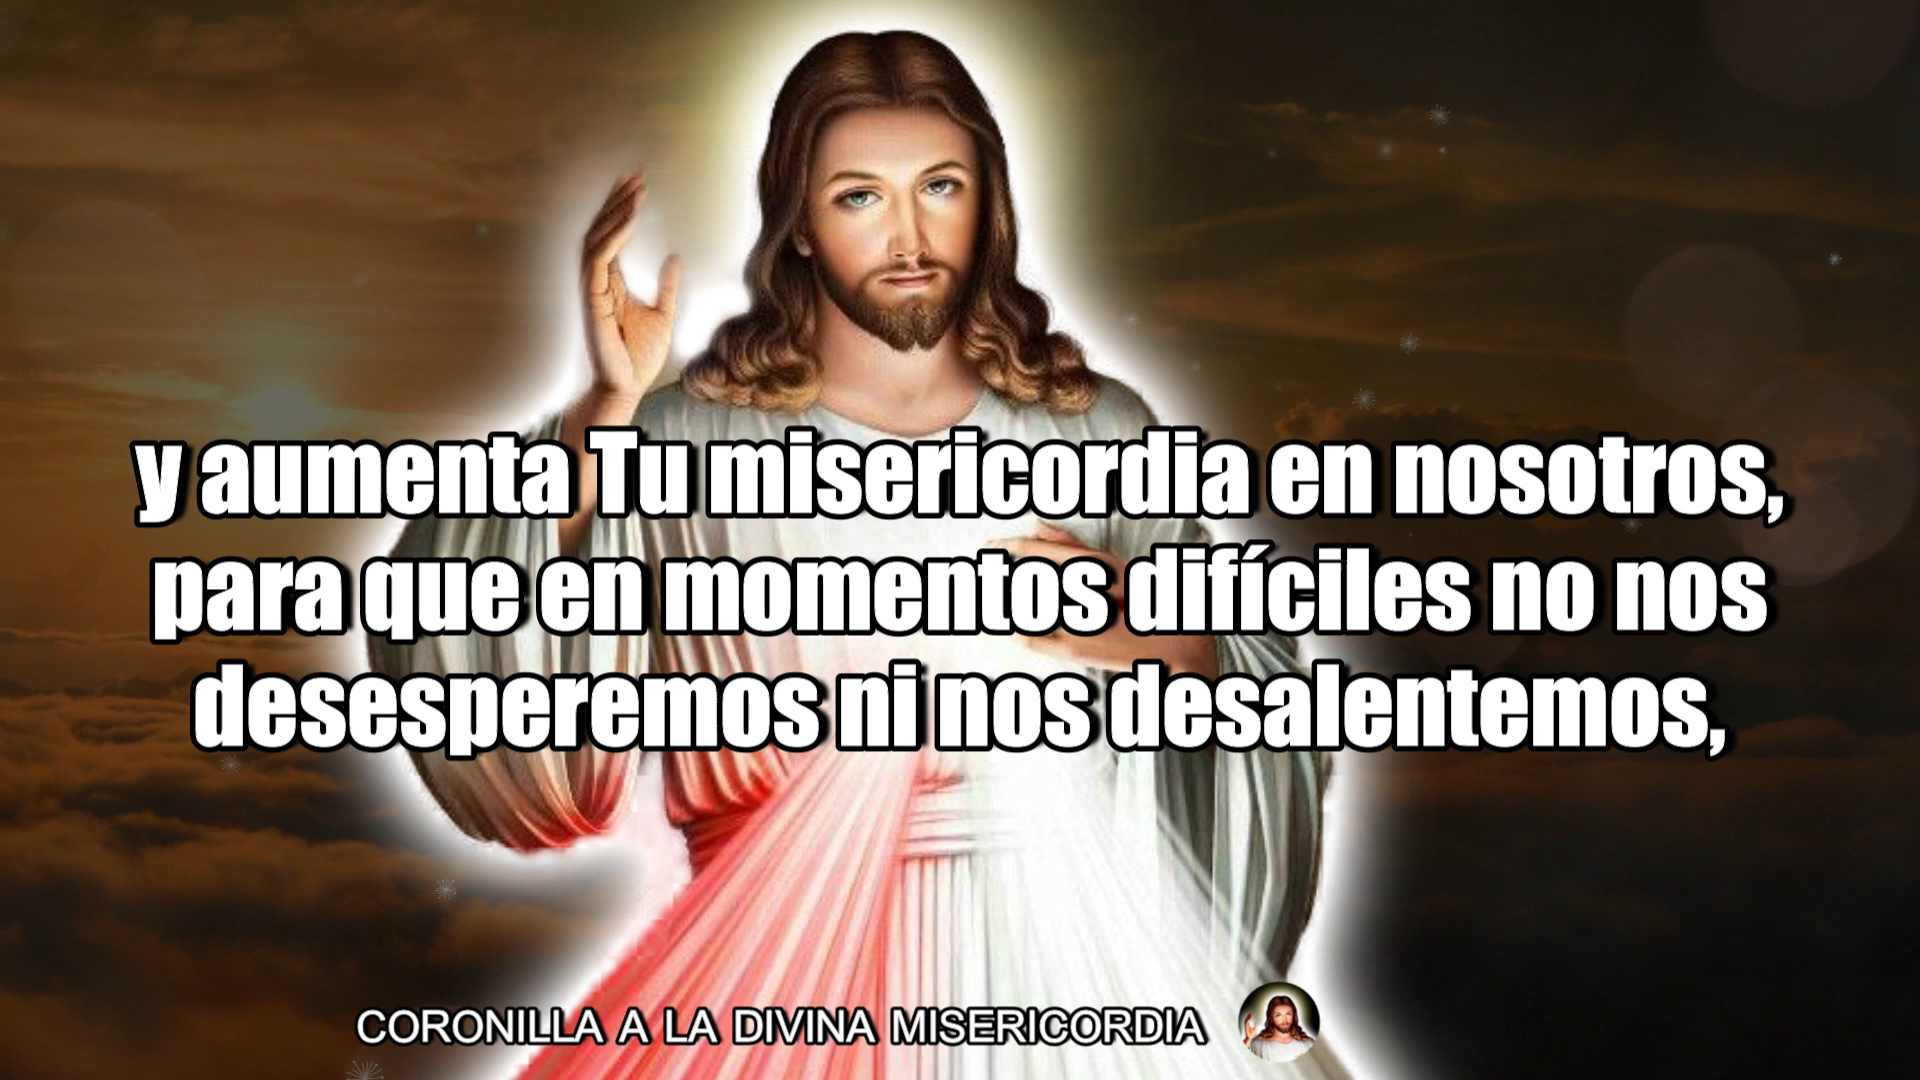 y aumenta Tu misericordia en nosotros,
para que en momentos difíciles no nos
desesperemos ni nos desalentemos,
CORONILLA A LA DIVINA MISERICORDIA